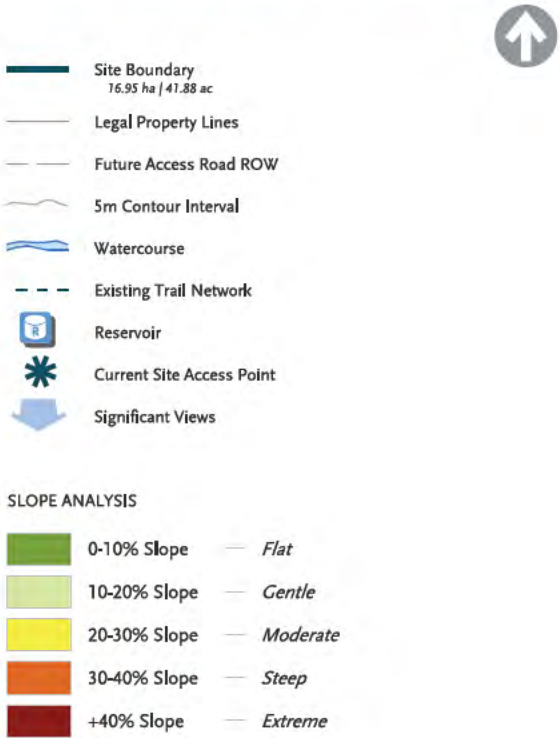 Site Boundary
16.95 ha | 41.88 ac
Legal Property Lines
Future Access Road ROW
5m Contour Interval
Watercourse
Existing Trail Network
R
Reservoir
Current Site Access Point
Significant Views
SLOPE ANALYSIS
0-10% Slope — Flat
10-20% Slope — Gentle
20-30% Slope — Moderate
30-40% Slope — Steep
+40% Slope — Extreme